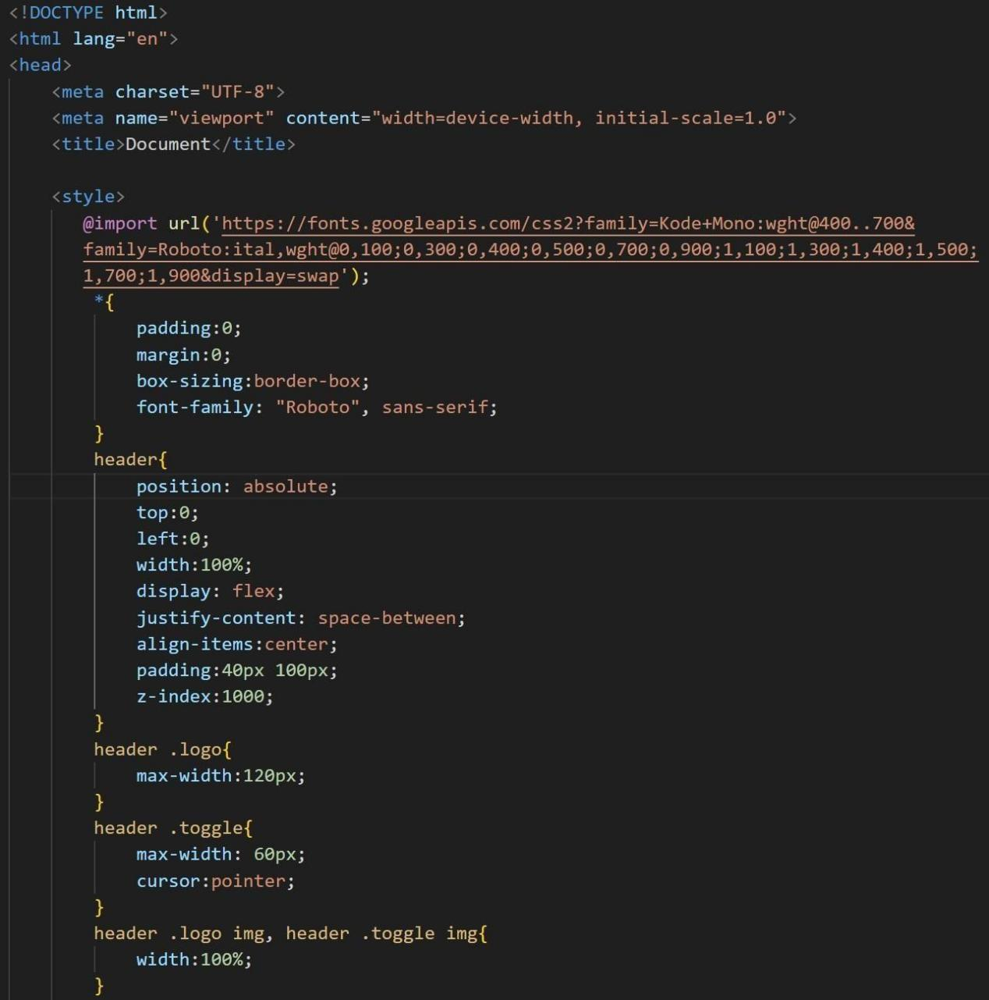 <!DOCTYPE html>
<html lang="en">
<head>
    <meta charset="UTF-8">
    <meta name="viewport" content="width=device-width, initial-scale=1.0">
    <title>Document</title>
    <style>
       @import url('https://fonts.googleapis.com/css2?family=Kode+Mono:wght@400..700&
       family=Roboto:ital,wght@0,100;0,300;0,400;0,500;0,700;0,900;1,100;1,300;1,400;1,500;
       1,700;1,900&display=swap');
        *{
            padding:0;
            margin:0;
            box-sizing:border-box;
            font-family: "Roboto", sans-serif;
        }
        header{
            position: absolute;
            top:0;
            left:0;
            width:100%;
            display: flex;
            justify-content: space-between;
            align-items:center;
            padding:40px 100px;
            z-index:1000;
        }
        header .logo{
            max-width:120px;
        }
        header .toggle{
            max-width: 60px;
            cursor:pointer;
        }
        header .logo img, header .toggle img{
            width:100%;
        }